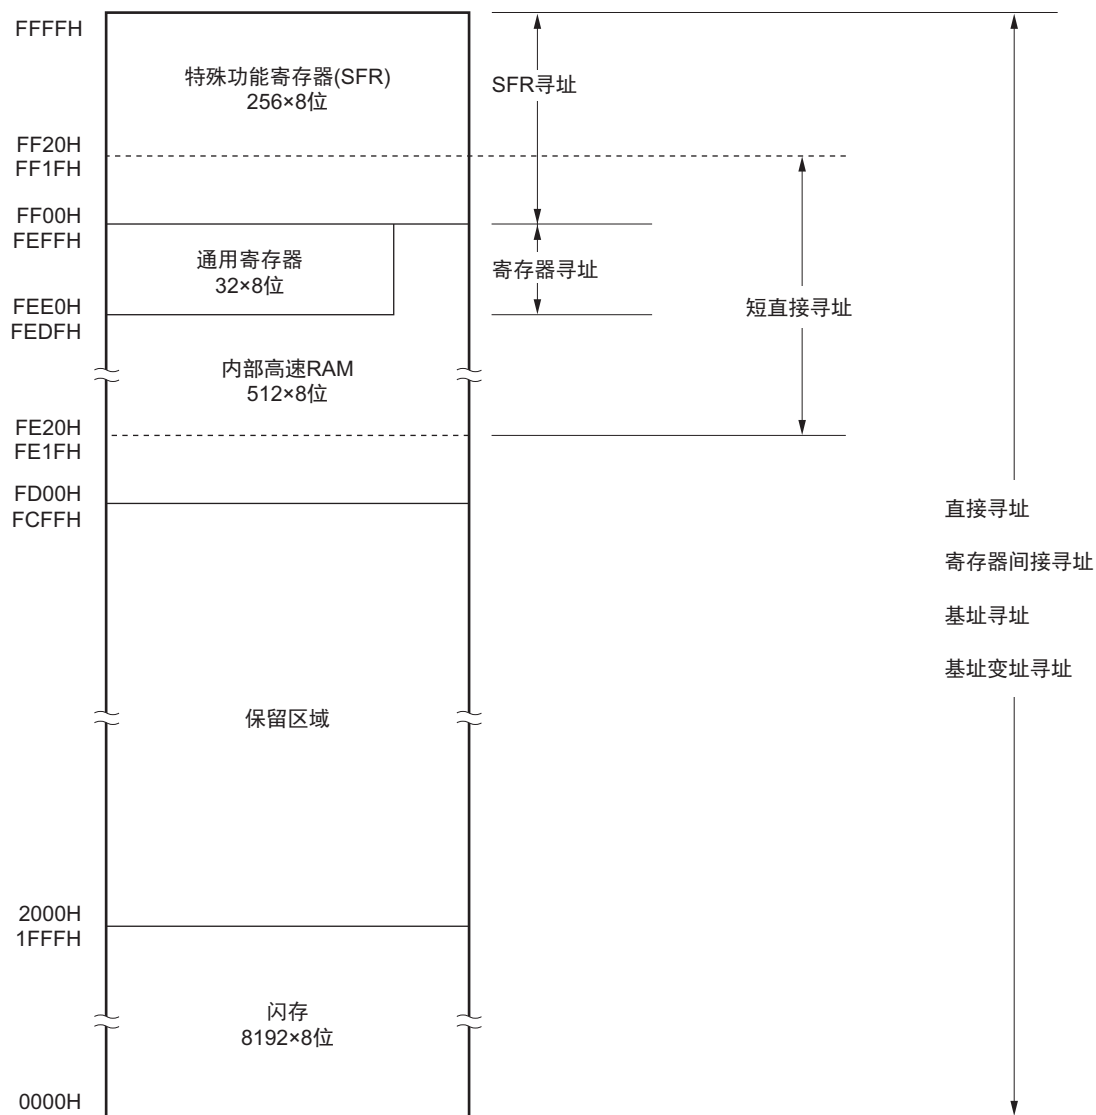 FFFFH
特殊功能寄存器(SFR)
256×8位
SFR寻址
FF20H
FF1FH
FF00H
FEFFH
通用寄存器
32×8位
寄存器寻址
FEE0H
FEDFH
短直接寻址
内部高速RAM
512×8位
FE20H
FE1FH
FD00H
FCFFH
直接寻址
寄存器间接寻址
基址寻址
基址变址寻址
保留区域
2000H
1FFFH
闪存
8192×8位
0000H